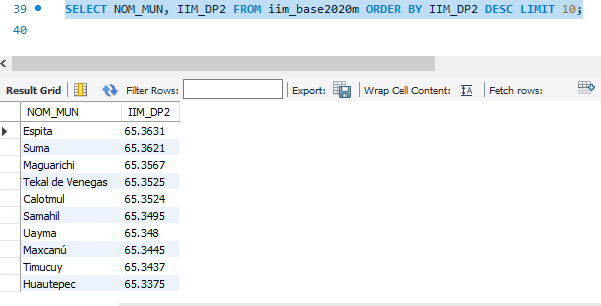 39 SELECT NOM_MUN, IIM_DP2 FROM iim_base2020m ORDER BY IIM_DP2 DESC LIMIT 10;
40
Result Grid Filter Rows: Export: Wrap Cell Content: IA Fetch rows:
NOM_MUN IIM_DP2
Espita 65.3631
Suma 65.3621
Maguarichi 65.3567
Tekal de Venegas 65.3525
Calotmul 65.3524
Samahil 65.3495
Uayma 65.348
Maxcanú 65.3445
Timucuy 65.3437
Huautepec 65.3375